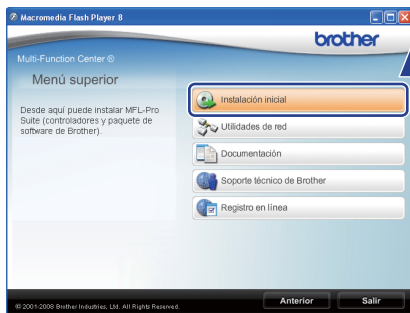 Macromedia Flash Player 8
brother
Multi-Function Center ®
Menú superior
Desde aquí puede instalar MFL-Pro
Suite (controladores y paquete de
software de Brother).
Instalación inicial
Utilidades de red
Documentación
Soporte técnico de Brother
Registro en línea
© 2001-2008 Brother Industries, Ltd. All Rights Reserved.
Anterior
Salir